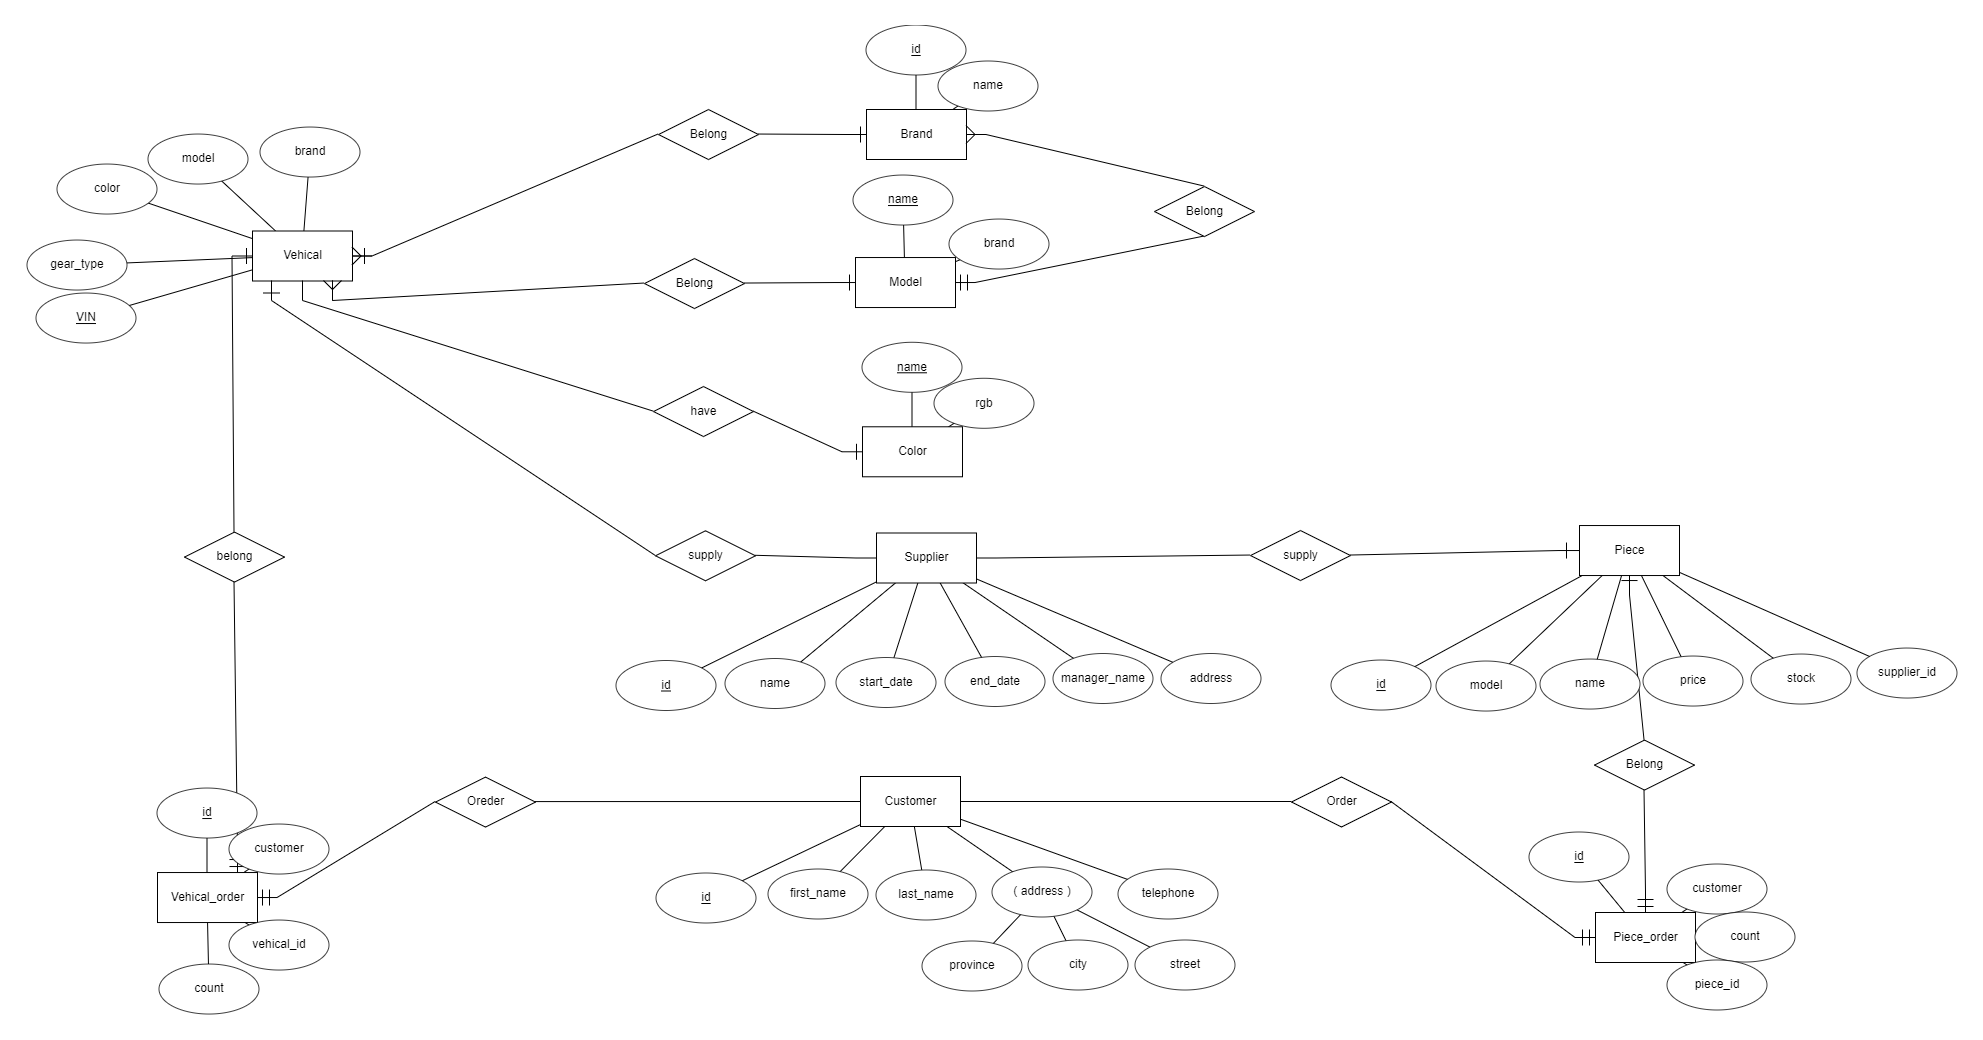 id
name
Belong
Brand
model
brand
color
name
Belong
brand
Vehical
gear_type
Belong
Model
VIN
name
rgb
have
Color
belong
supply
Supplier
supply
Piece
id
name
start_date
end_date
manager_name
address
id
model
name
price
stock
supplier_id
Belong
id
Oreder
Customer
Order
customer
id
Vehical_order
id
first_name
last_name
( address )
telephone
customer
vehical_id
province
city
street
Piece_order
count
count
piece_id